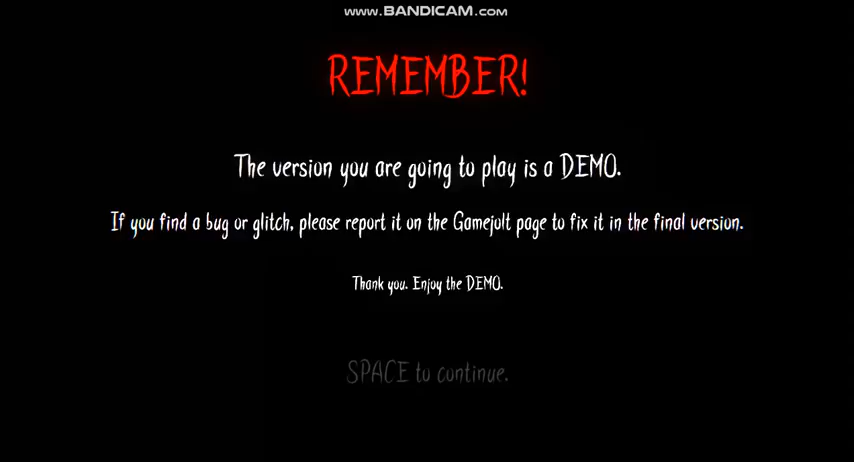 www.BANDICAM.com
REMEMBER!
The version you are going to play is a DEMO.
If you find a bug or glitch, please report it on the Gamejolt page to fix it in the final version.
Thank you. Enjoy the DEMO.
SPACE to continue.